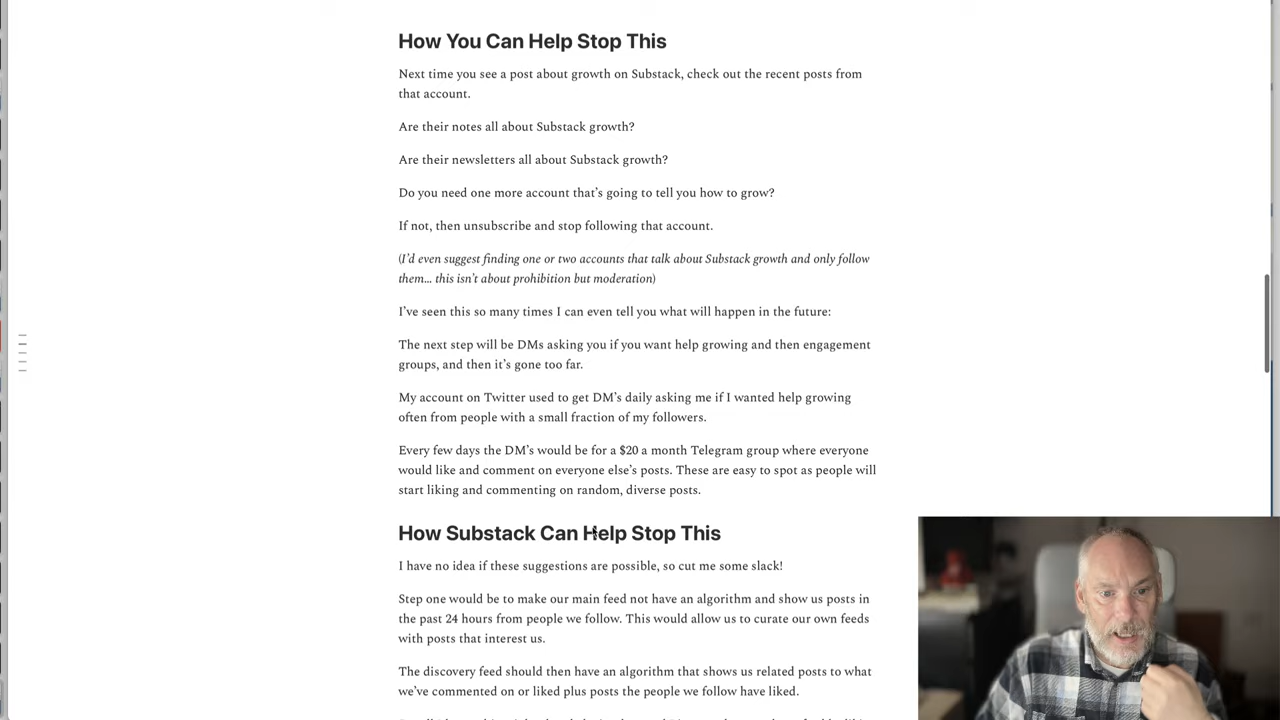 How You Can Help Stop This
Next time you see a post about growth on Substack, check out the recent posts from
that account.
Are their notes all about Substack growth?
Are their newsletters all about Substack growth?
Do you need one more account that’s going to tell you how to grow?
If not, then unsubscribe and stop following that account.
(I’d even suggest finding one or two accounts that talk about Substack growth and only follow
them… this isn’t about prohibition but moderation)
I’ve seen this so many times I can even tell you what will happen in the future:
The next step will be DMs asking you if you want help growing and then engagement
groups, and then it’s gone too far.
My account on Twitter used to get DM’s daily asking me if I wanted help growing
often from people with a small fraction of my followers.
Every few days the DM’s would be for a $20 a month Telegram group where everyone
would like and comment on everyone else’s posts. These are easy to spot as people will
start liking and commenting on random, diverse posts.
How Substack Can Help Stop This
I have no idea if these suggestions are possible, so cut me some slack!
Step one would be to make our main feed not have an algorithm and show us posts in
the past 24 hours from people we follow. This would allow us to curate our own feeds
with posts that interest us.
The discovery feed should then have an algorithm that shows us related posts to what
we’ve commented on or liked plus posts the people we follow have liked.